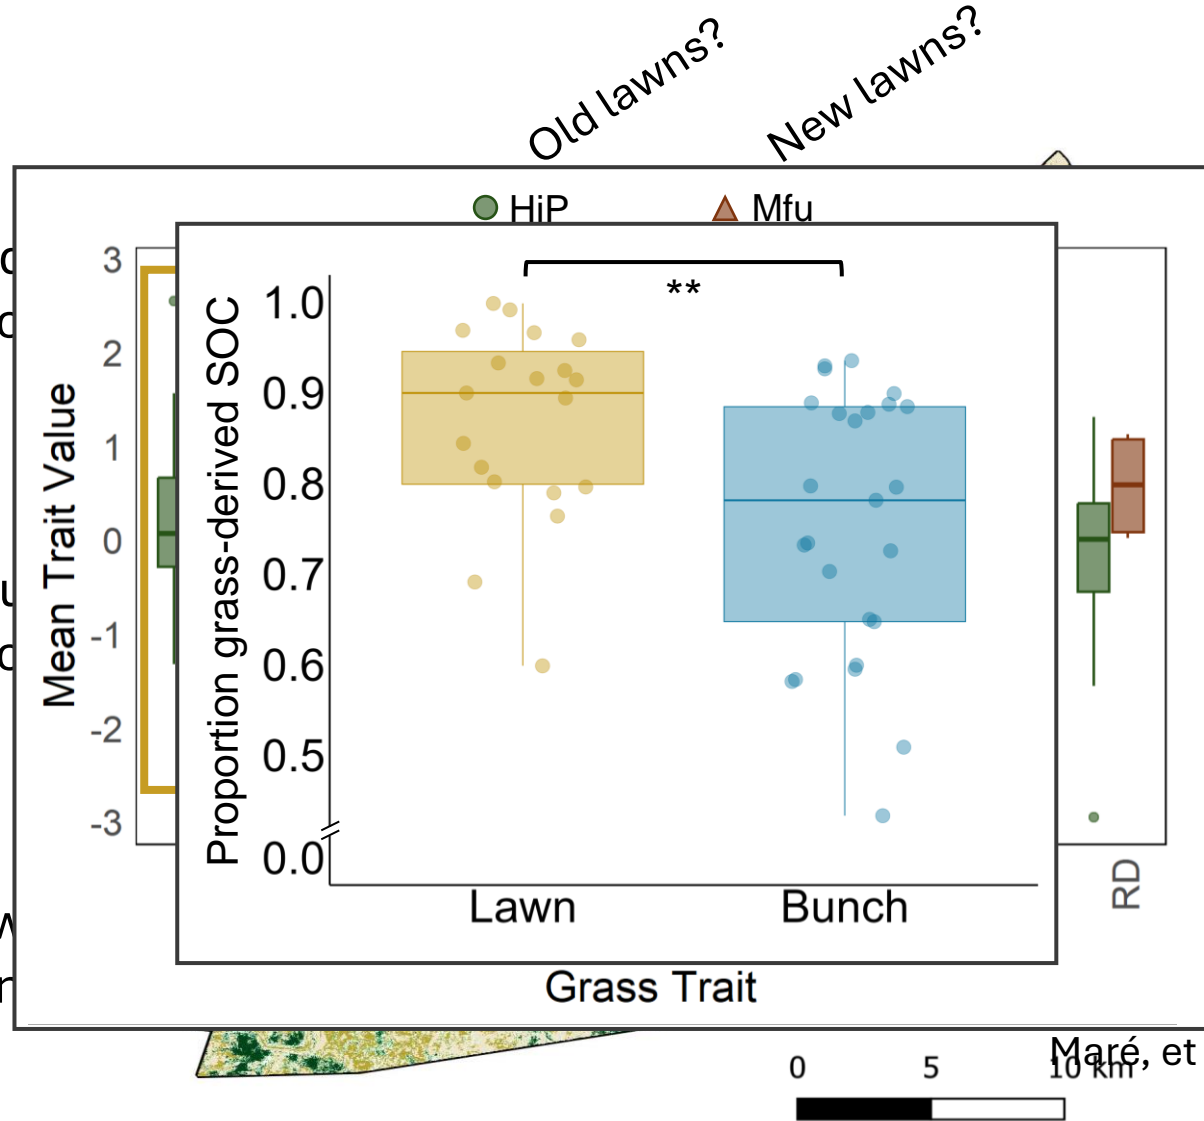 Old lawns?
New lawns?
HiP
Mfu
3
2
1
0
-1
-2
-3
Mean Trait Value
**
1.0
0.9
0.8
0.7
0.6
0.5
0.0
Proportion grass-derived SOC
Lawn
Bunch
RD
Grass Trait
Maré, et
0 5 10 km